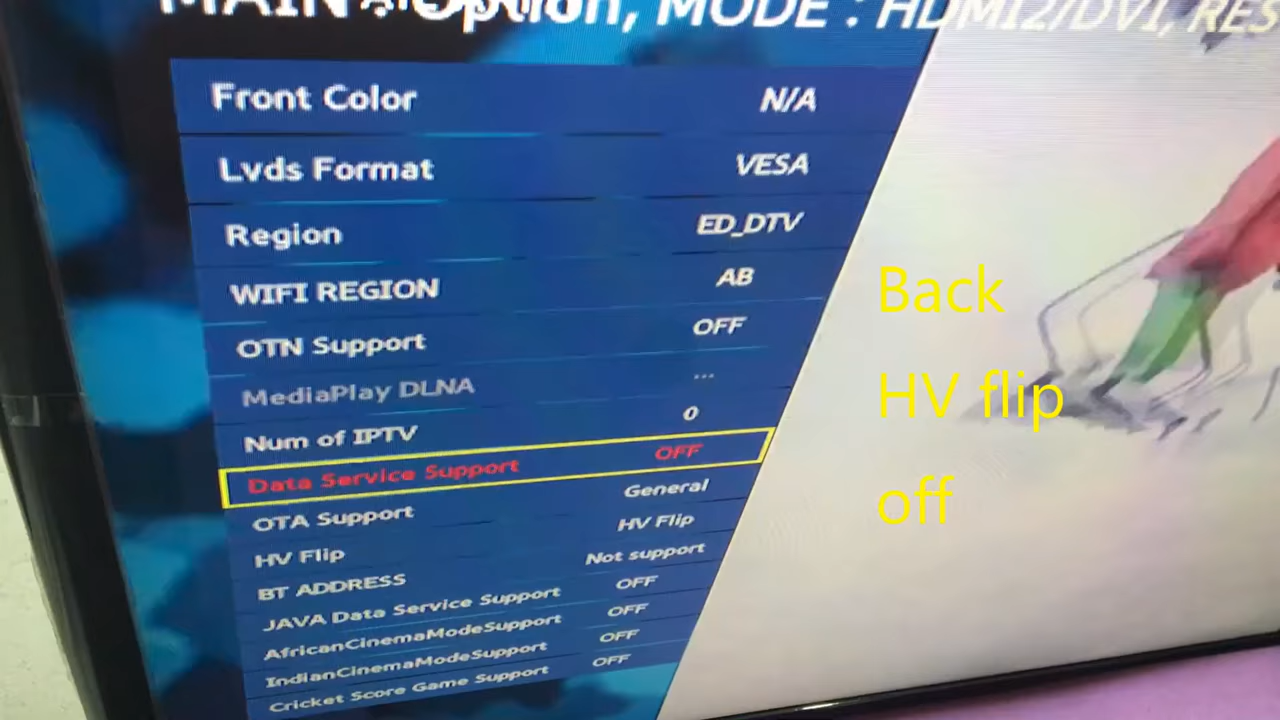 MAIN : Option, MODE : HDMI2/DVI, RES
Front Color N/A
Lvds Format VESA
Region ED_DTV
WIFI REGION AB
OTN Support OFF
MediaPlay DLNA ...
Num of IPTV 0
Data Service Support OFF
OTA Support General
HV Flip HV Flip
BT ADDRESS Not support
JAVA Data Service Support OFF
AfricanCinemaModeSupport OFF
IndianCinemaModeSupport OFF
Cricket Score Game Support OFF
Back
HV flip
off